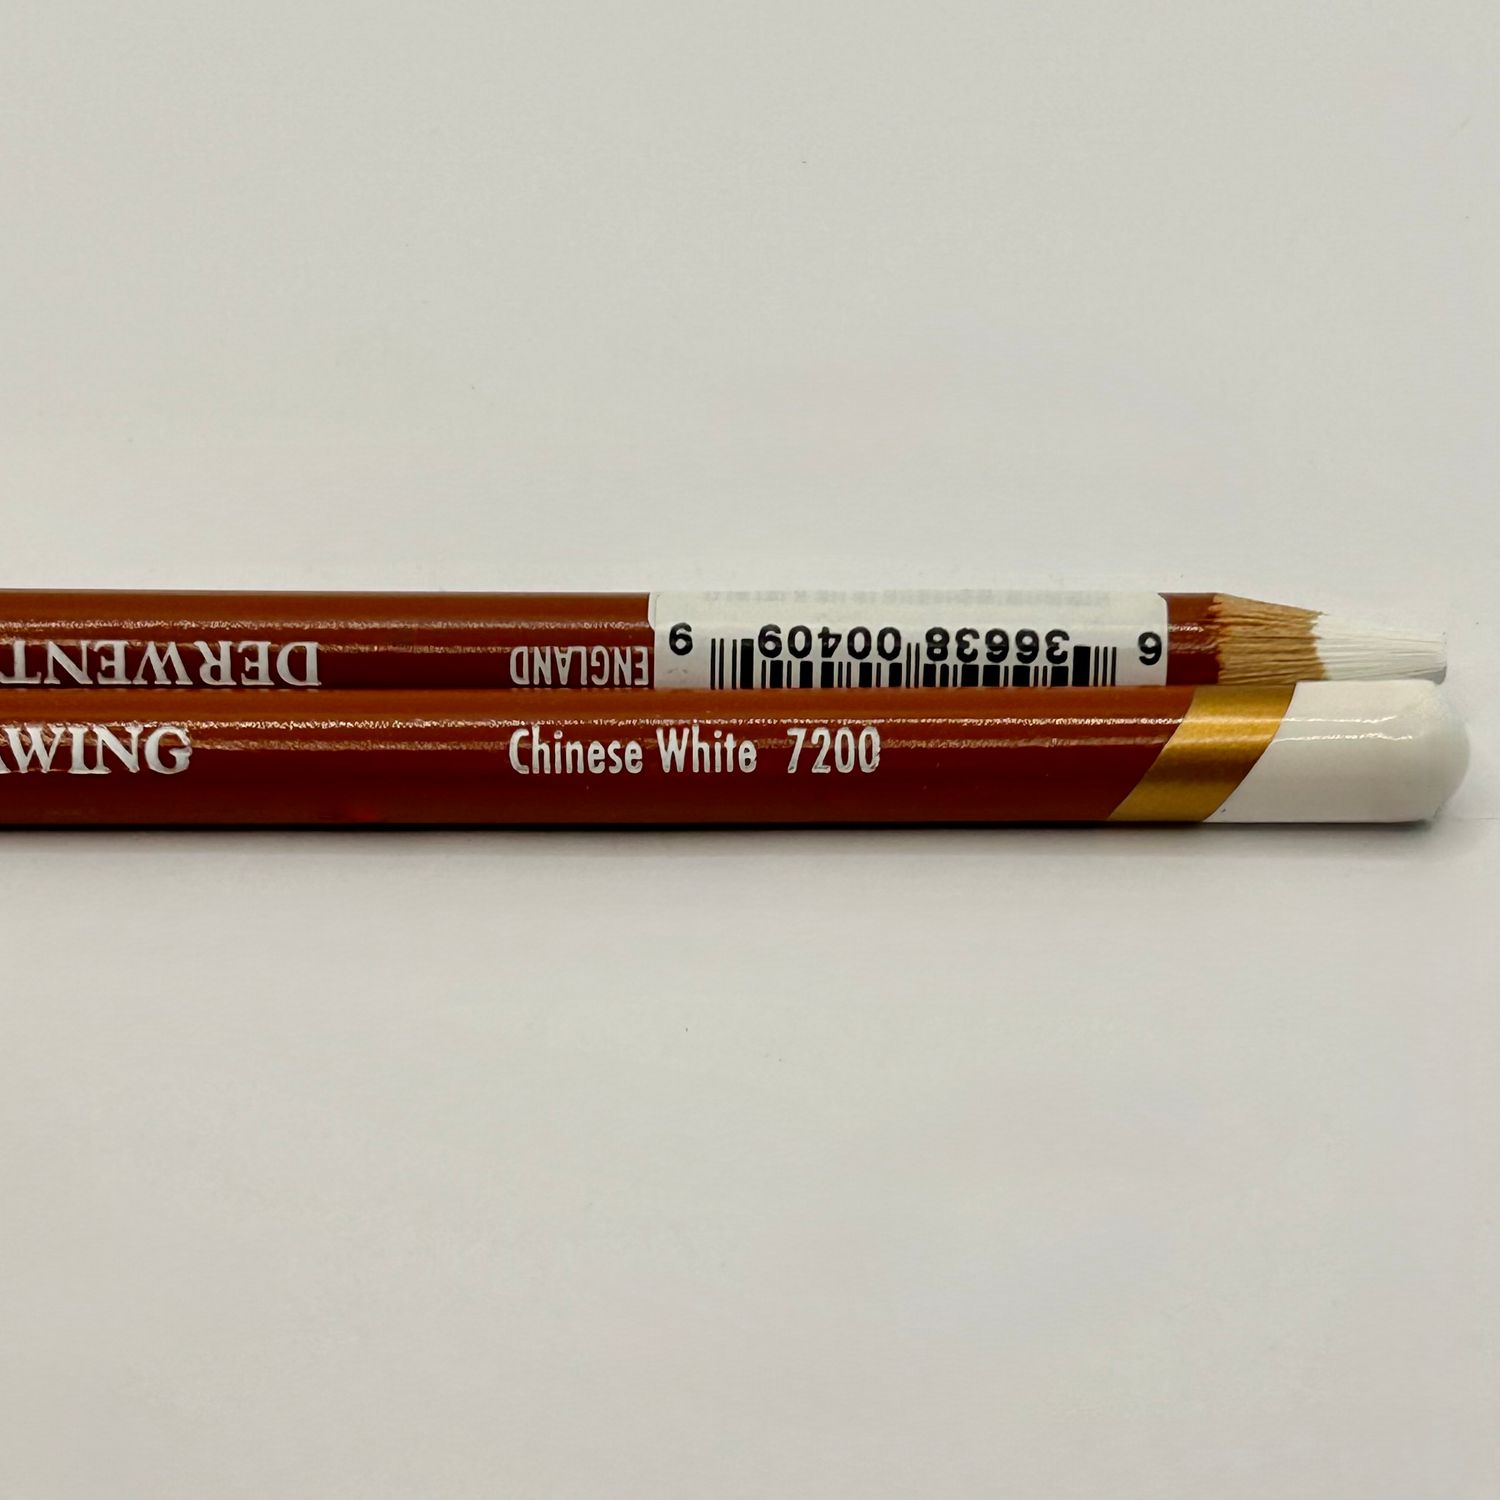 6 36638 00409 9 ENGLAND DERWENT
AWING Chinese White 7200